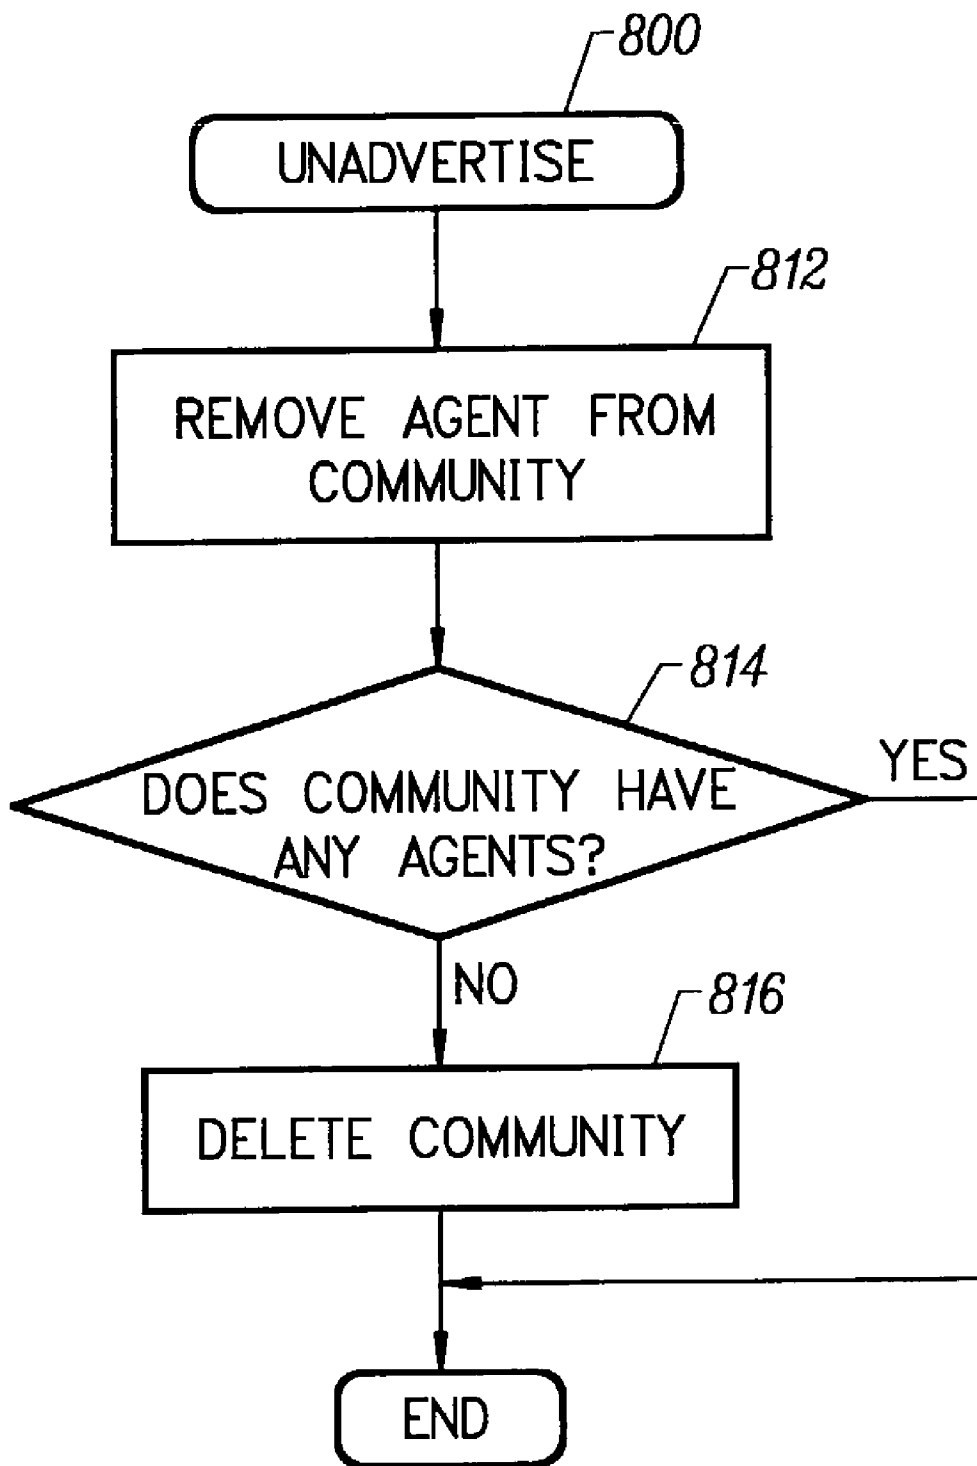 800
UNADVERTISE
812
REMOVE AGENT FROM
COMMUNITY
814
YES
DOES COMMUNITY HAVE
ANY AGENTS?
NO
816
DELETE COMMUNITY
END